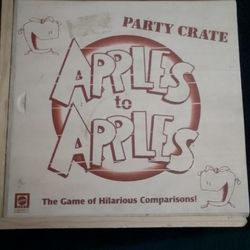 PARTY CRATE
APPLES
to
APPLES
The Game of Hilarious Comparisons!